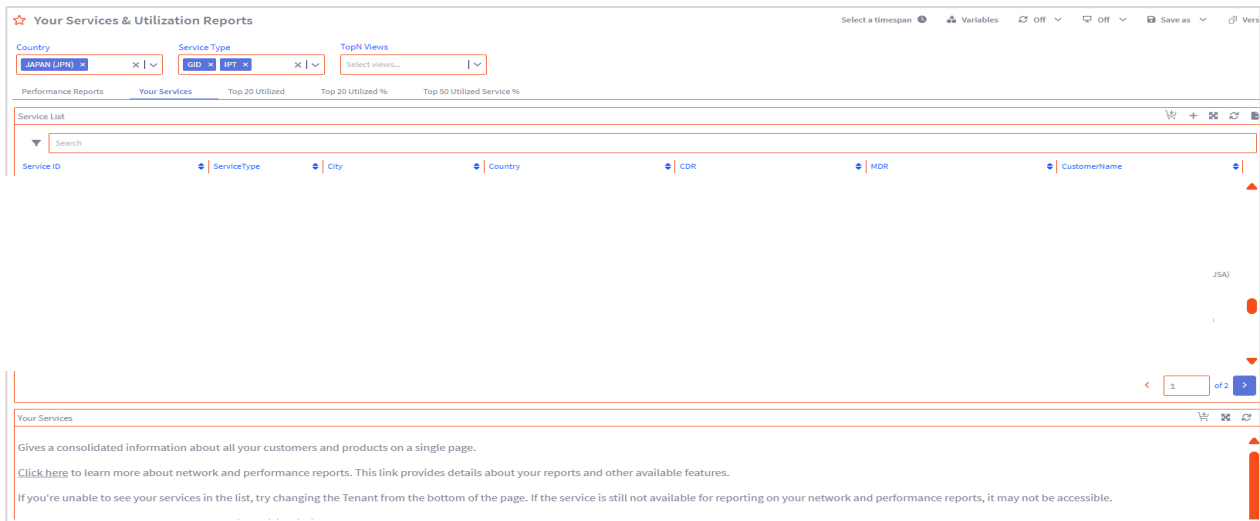 Your Services & Utilization Reports
Select a timespan Variables Off Off Save as Vers
Country Service Type TopN Views
JAPAN (JPN) × GID × IPT × Select views...
Performance Reports Your Services Top 20 Utilized Top 20 Utilized % Top 50 Utilized Service %
Service List
Search
Service ID ServiceType City Country CDR MDR CustomerName
JSA)
)
1 of 2
Your Services
Gives a consolidated information about all your customers and products on a single page.
Click here to learn more about network and performance reports. This link provides details about your reports and other available features.
If you're unable to see your services in the list, try changing the Tenant from the bottom of the page. If the service is still not available for reporting on your network and performance reports, it may not be accessible.